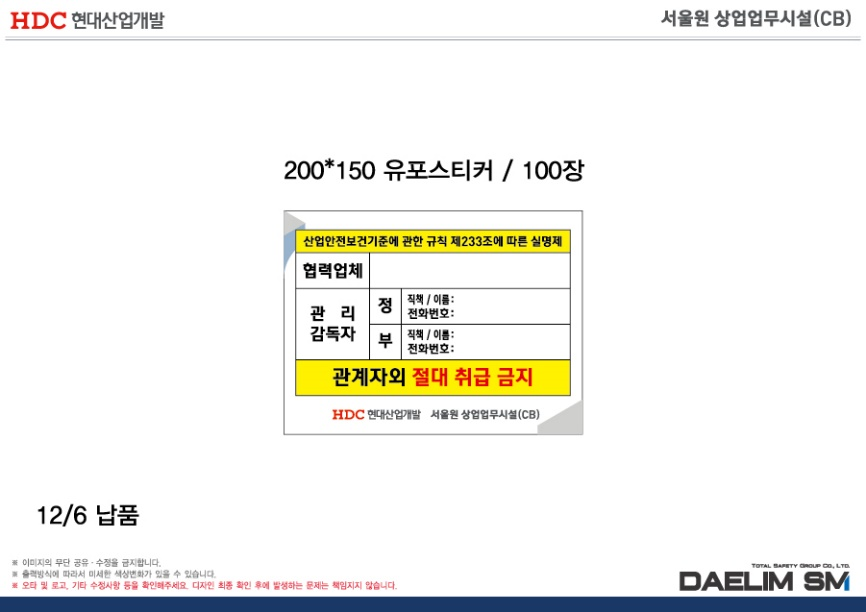 HDC 현대산업개발
서울원 상업업무시설(CB)
200*150 유포스티커 / 100장
산업안전보건기준에 관한 규칙 제233조에 따른 실명제
협력업체
관 리
감독자
정
직책 / 이름:
전화번호:
부
직책 / 이름:
전화번호:
관계자외 절대 취급 금지
HDC 현대산업개발 서울원 상업업무시설(CB)
12/6 납품
※ 이미지의 무단 공유 · 수정을 금지합니다.
※ 출력방식에 따라서 미세한 색상변화가 있을 수 있습니다.
※ 오타 및 로고, 기타 수정사항 등을 확인해주세요. 디자인 최종 확인 후에 발생하는 문제는 책임지지 않습니다.
TOTAL SAFETY GROUP CO., LTD.
DAELIM SM